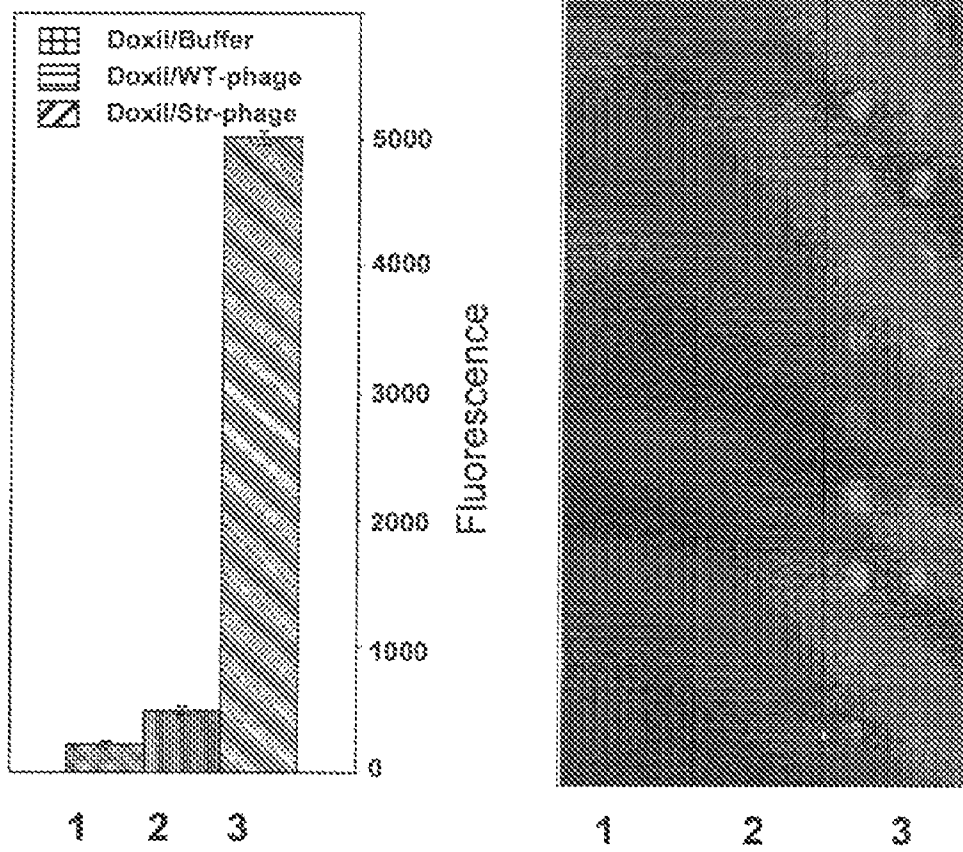 Doxil/Buffer
Doxil/WT-phage
Doxil/Str-phage
5000
4000
3000
2000
1000
0
Fluorescence
1 2 3
1 2 3